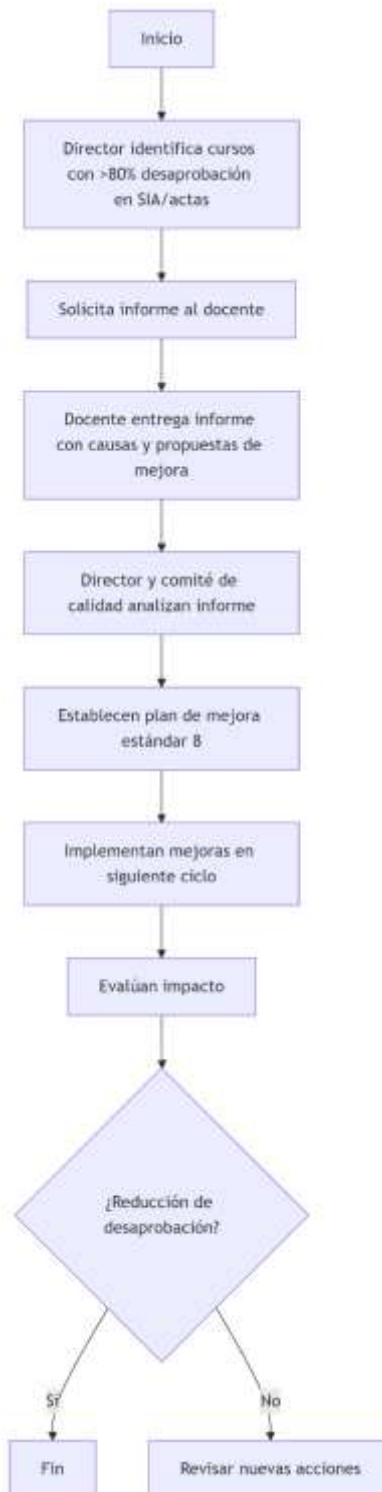 Inicio
Director identifica cursos
con >80% desaprobación
en SIA/actas
Solicita informe al docente
Docente entrega informe
con causas y propuestas de
mejora
Director y comité de
calidad analizan informe
Establecen plan de mejora
estándar 8
Implementan mejoras en
siguiente ciclo
Evalúan impacto
¿Reducción de
desaprobación?
Sí
No
Fin
Revisar nuevas acciones